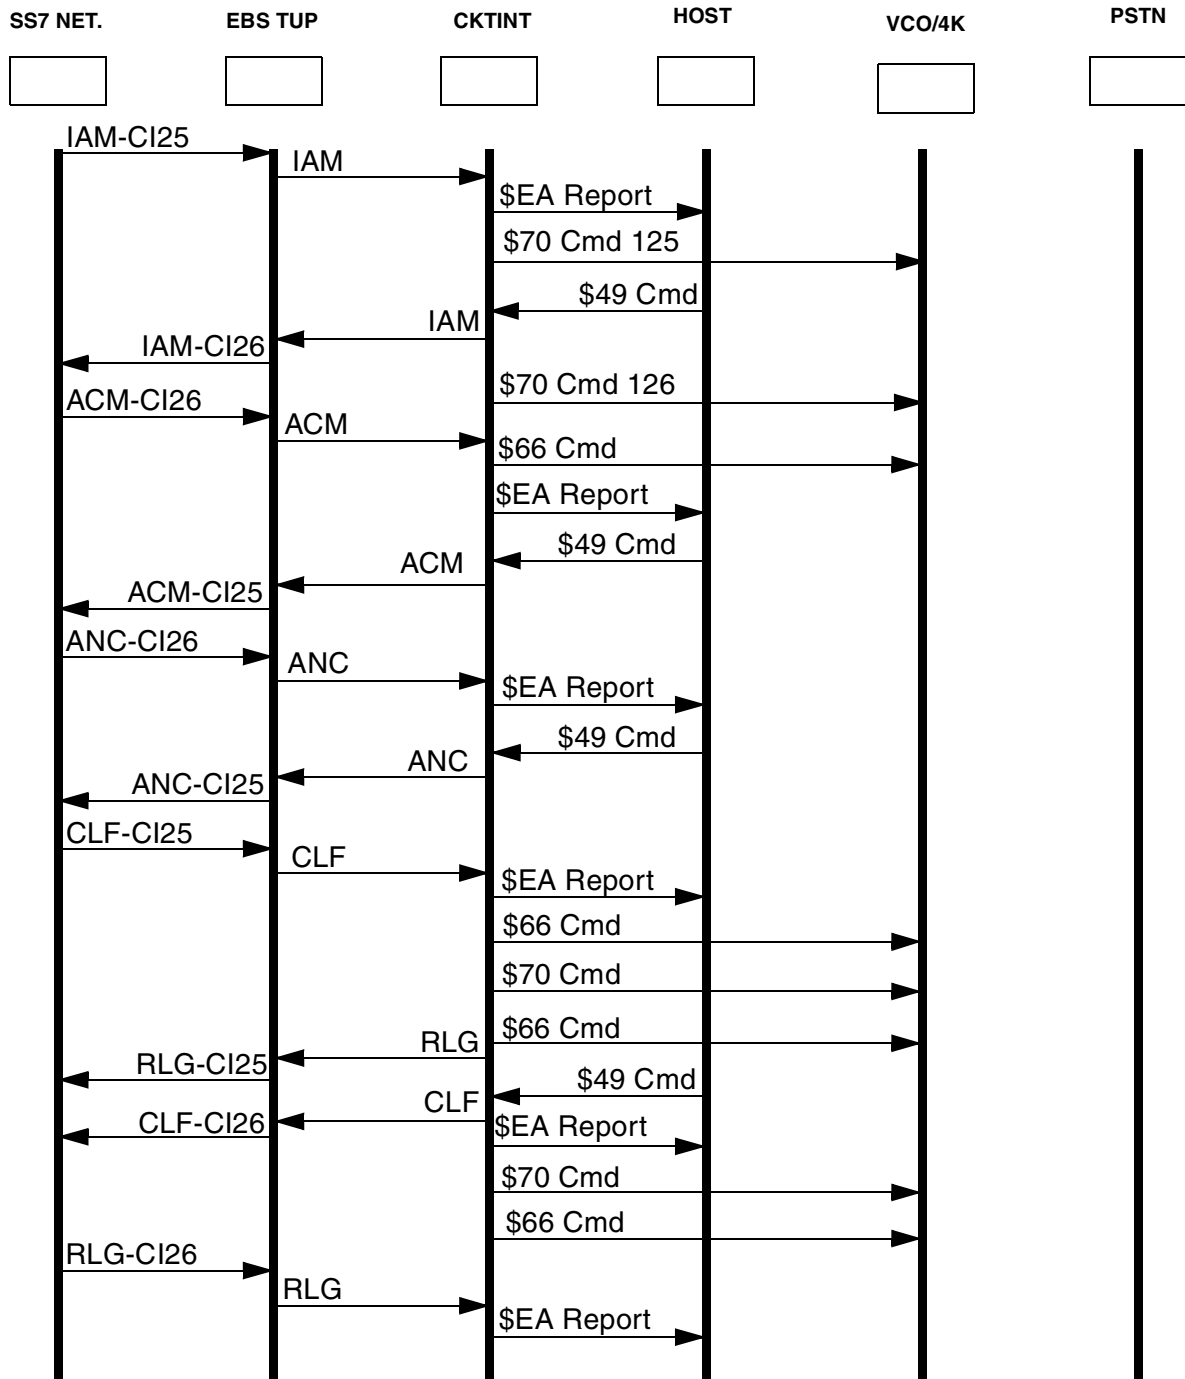 SS7 NET. EBS TUP CKTINT HOST VCO/4K PSTN
IAM-CI25
IAM
$EA Report
$70 Cmd 125
$49 Cmd
IAM
IAM-CI26
$70 Cmd 126
ACM-CI26
ACM
$66 Cmd
$EA Report
$49 Cmd
ACM
ACM-CI25
ANC-CI26
ANC
$EA Report
$49 Cmd
ANC
ANC-CI25
CLF-CI25
CLF
$EA Report
$66 Cmd
$70 Cmd
$66 Cmd
RLG
RLG-CI25
$49 Cmd
CLF
CLF-CI26
$EA Report
$70 Cmd
$66 Cmd
RLG-CI26
RLG
$EA Report